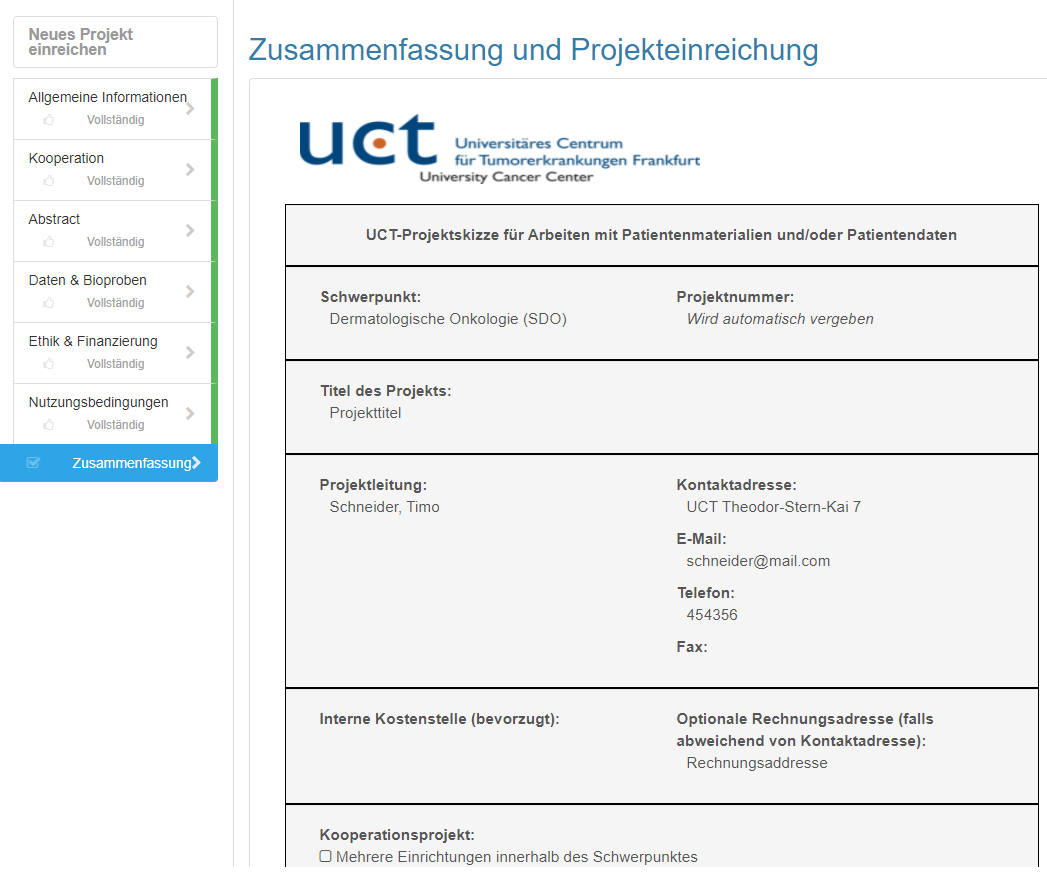 Neues Projekt
einreichen
Allgemeine Informationen
Vollständig
Kooperation
Vollständig
Abstract
Vollständig
Daten & Bioproben
Vollständig
Ethik & Finanzierung
Vollständig
Nutzungsbedingungen
Vollständig
Zusammenfassung
Zusammenfassung und Projekteinreichung
uct
Universitäres Centrum
für Tumorerkrankungen Frankfurt
University Cancer Center
UCT-Projektskizze für Arbeiten mit Patientenmaterialien und/oder Patientendaten
Schwerpunkt:
Dermatologische Onkologie (SDO)
Projektnummer:
Wird automatisch vergeben
Titel des Projekts:
Projekttitel
Projektleitung:
Schneider, Timo
Kontaktadresse:
UCT Theodor-Stern-Kai 7
E-Mail:
schneider@mail.com
Telefon:
454356
Fax:
Interne Kostenstelle (bevorzugt):
Optionale Rechnungsadresse (falls
abweichend von Kontaktadresse):
Rechnungsaddresse
Kooperationsprojekt:
Mehrere Einrichtungen innerhalb des Schwerpunktes